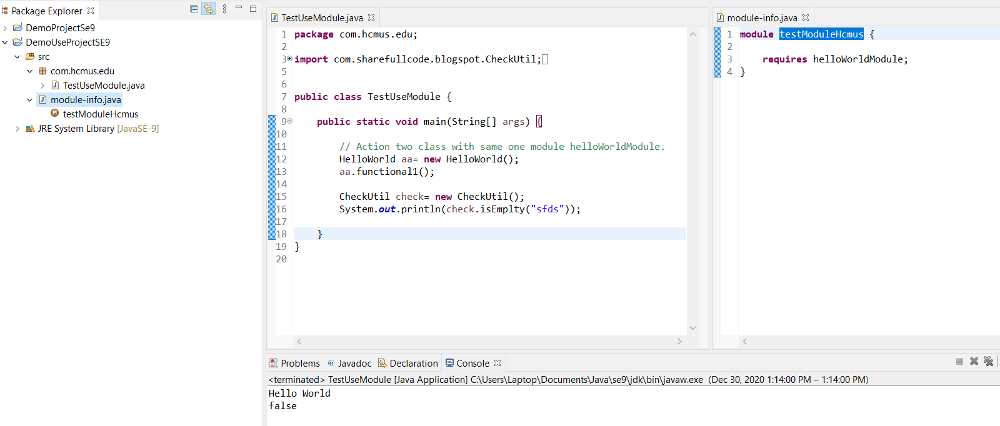 Package Explorer
DemoProjectSe9
DemoUseProjectSE9
src
com.hcmus.edu
TestUseModule.java
module-info.java
testModuleHcmus
JRE System Library [JavaSE-9]
TestUseModule.java
1 package com.hcmus.edu;
2
3 import com.sharefullcode.blogspot.CheckUtil;
5
6
7 public class TestUseModule {
8
9 public static void main(String[] args) {
10
11 // Action two class with same one module helloWorldModule.
12 HelloWorld aa= new HelloWorld();
13 aa.functional1();
14
15 CheckUtil check= new CheckUtil();
16 System.out.println(check.isEmplty("sfds"));
17
18 }
19 }
20
module-info.java
1 module testModuleHcmus {
2
3 requires helloWorldModule;
4 }
Problems @ Javadoc Declaration Console
<terminated> TestUseModule [Java Application] C:\Users\Laptop\Documents\Java\se9\jdk\bin\javaw.exe (Dec 30, 2020 1:14:00 PM – 1:14:00 PM)
Hello World
false